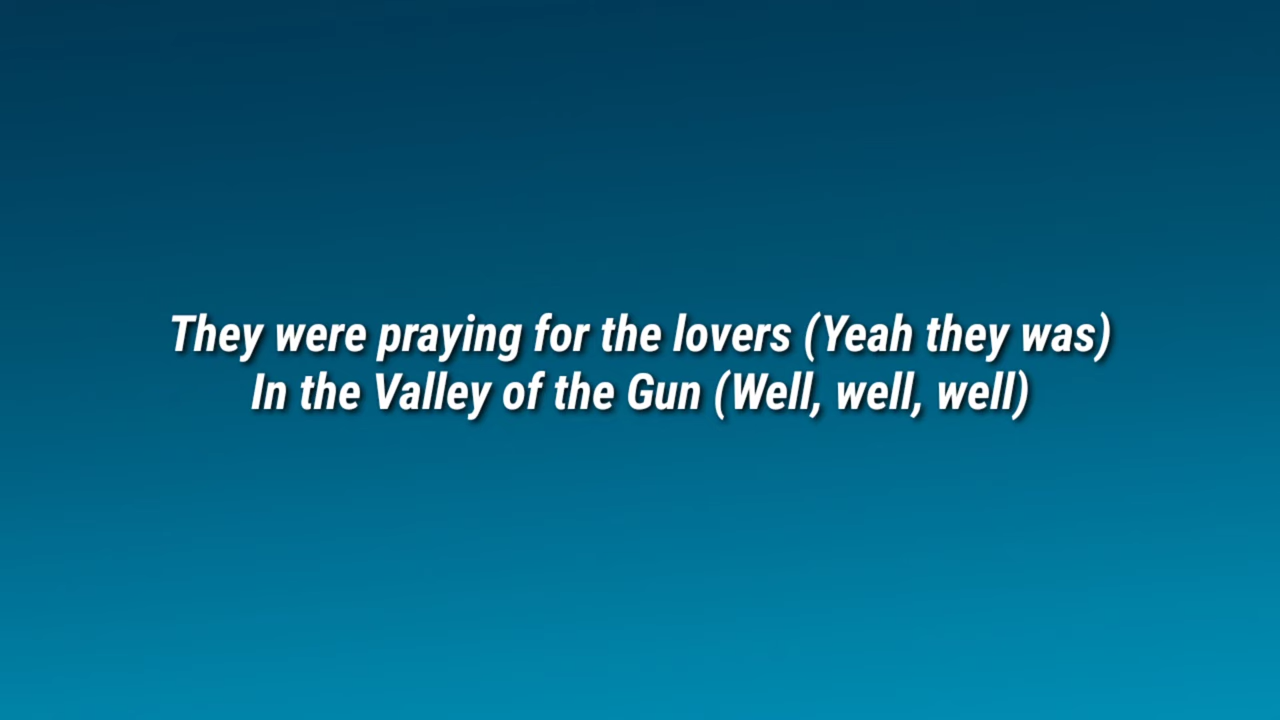 They were praying for the lovers (Yeah they was)
In the Valley of the Gun (Well, well, well)